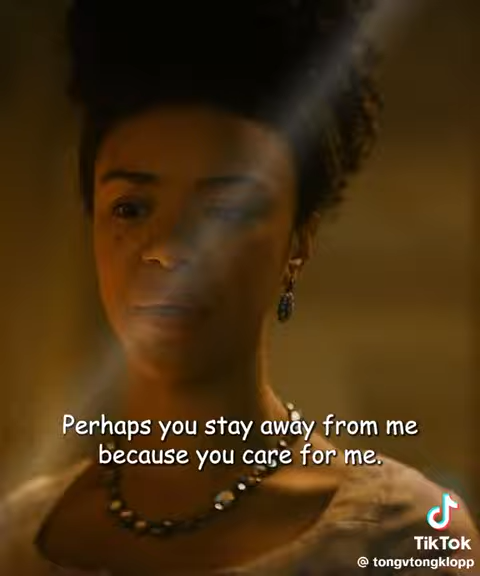 Perhaps you stay away from me
because you care for me.
TikTok
@ tongvtongklopp